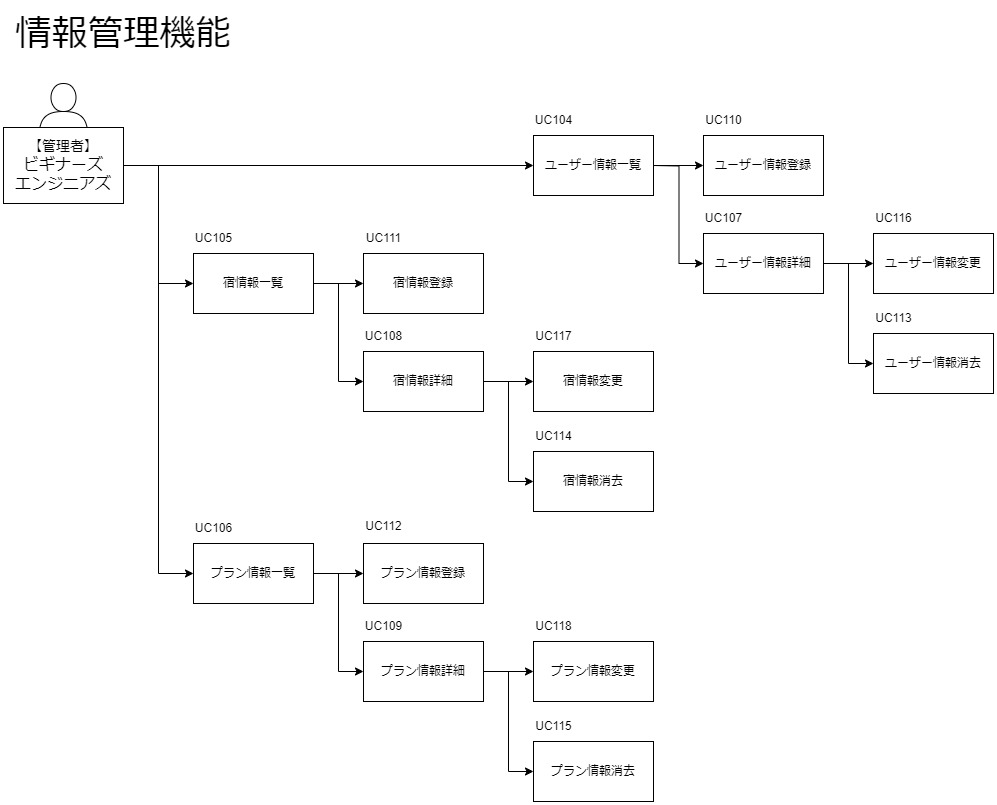 情報管理機能
【管理者】
ビギナーズ
エンジニアズ
UC104
ユーザー情報一覧
UC110
ユーザー情報登録
UC107
ユーザー情報詳細
UC116
ユーザー情報変更
UC113
ユーザー情報消去
UC105
宿情報一覧
UC111
宿情報登録
UC108
宿情報詳細
UC117
宿情報変更
UC114
宿情報消去
UC106
プラン情報一覧
UC112
プラン情報登録
UC109
プラン情報詳細
UC118
プラン情報変更
UC115
プラン情報消去